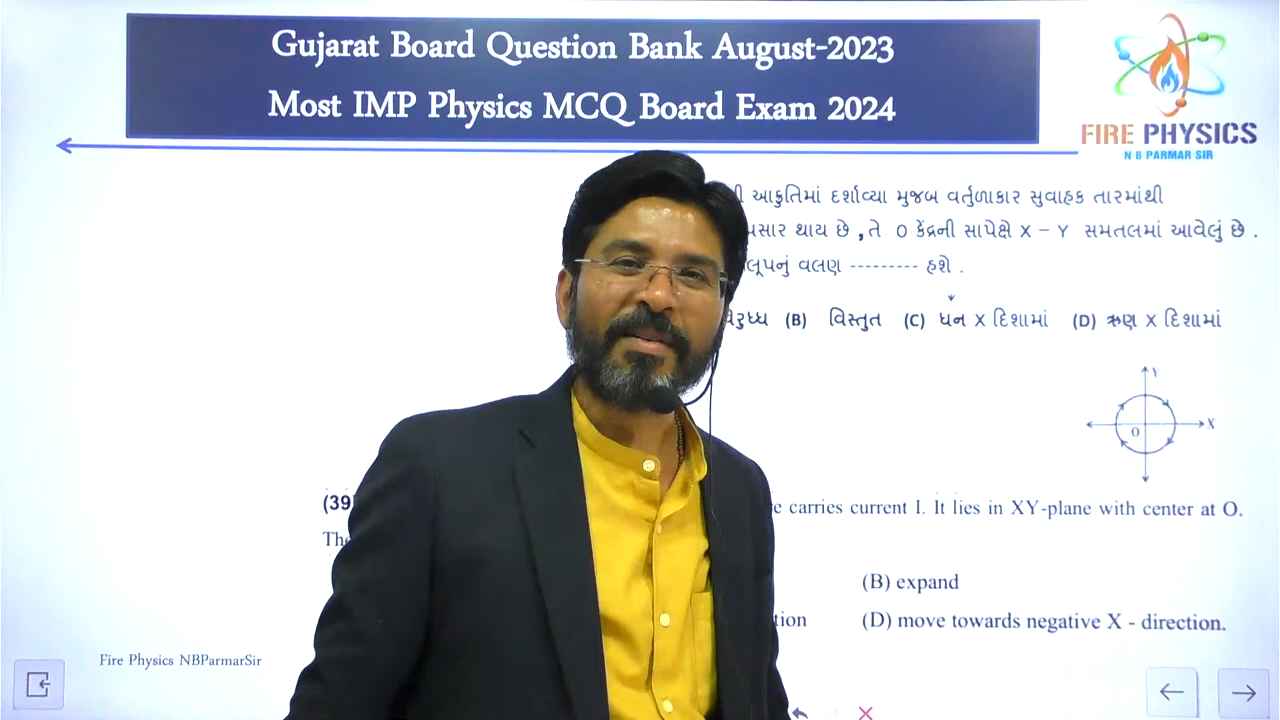 Gujarat Board Question Bank August-2023
Most IMP Physics MCQ Board Exam 2024
FIRE PHYSICS
N B PARMAR SIR
આકૃતિમાં દર્શાવ્યા મુજબ વર્તુળાકાર સુવાહક તારમાંથી
પસાર થાય છે , તે O કેંદ્રની સાપેક્ષે X – Y સમતલમાં આવેલું છે .
લૂપનું વલણ --------- હશે .
(B) વિસ્તૃત (C) ધન X દિશામાં (D) ઋણ X દિશામાં
Y
X
O
(39
carries current I. It lies in XY-plane with center at O.
(B) expand
(D) move towards negative X - direction.
Fire Physics NBParmarSir